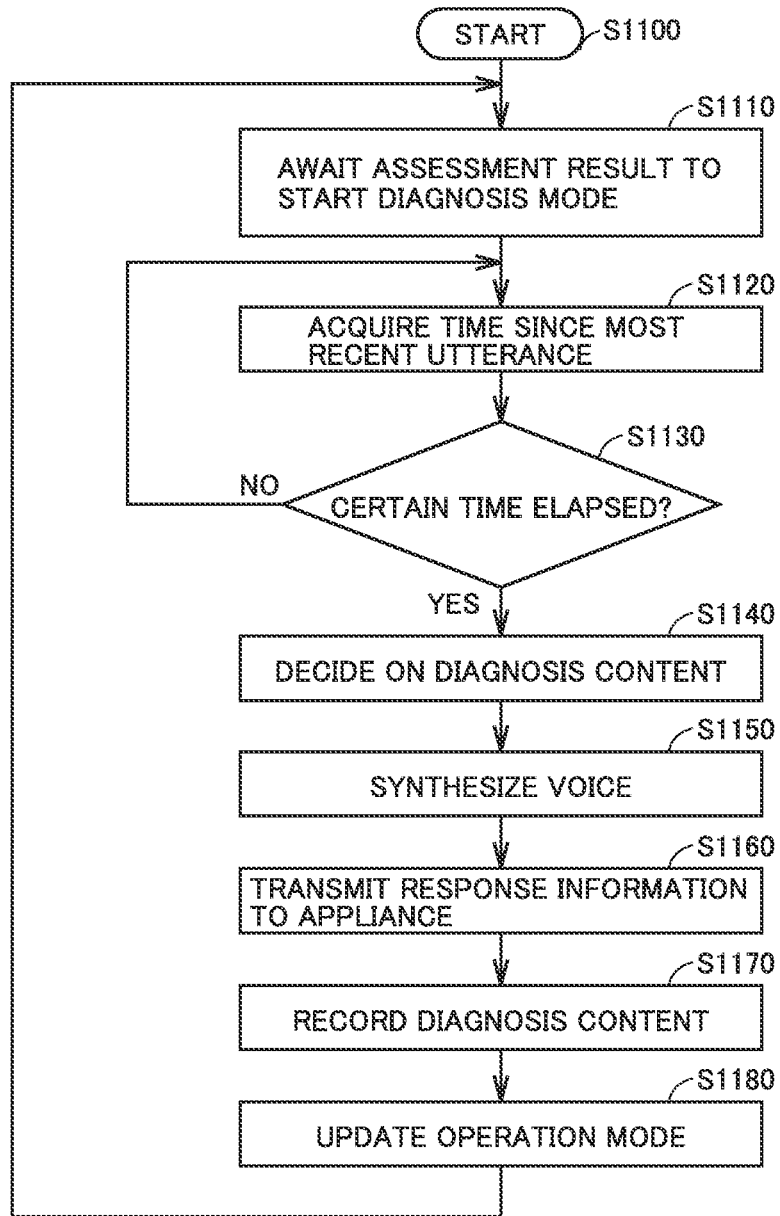 START
S1100
S1110
AWAIT ASSESSMENT RESULT TO
START DIAGNOSIS MODE
S1120
ACQUIRE TIME SINCE MOST
RECENT UTTERANCE
S1130
NO
CERTAIN TIME ELAPSED?
YES
S1140
DECIDE ON DIAGNOSIS CONTENT
S1150
SYNTHESIZE VOICE
S1160
TRANSMIT RESPONSE INFORMATION
TO APPLIANCE
S1170
RECORD DIAGNOSIS CONTENT
S1180
UPDATE OPERATION MODE